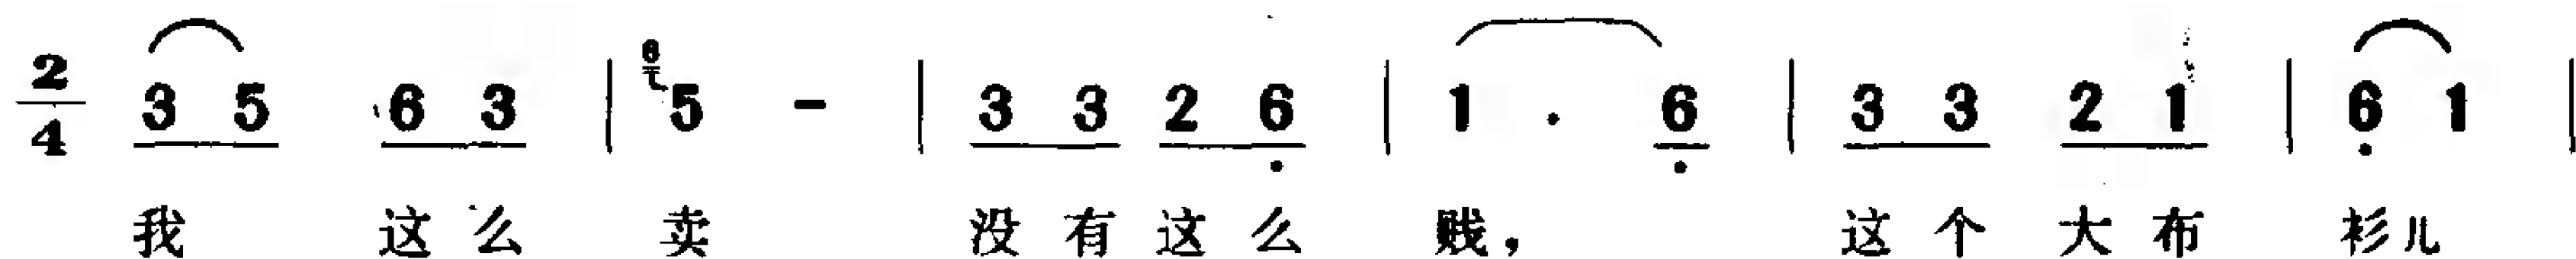 2/4 3 5 6 3 | 6 5 - | 3 3 2 6 | 1 . 6 | 3 3 2 1 | 6 1 |
我 这 么 卖 没 有 这 么 贱， 这 个 大 布 衫 儿